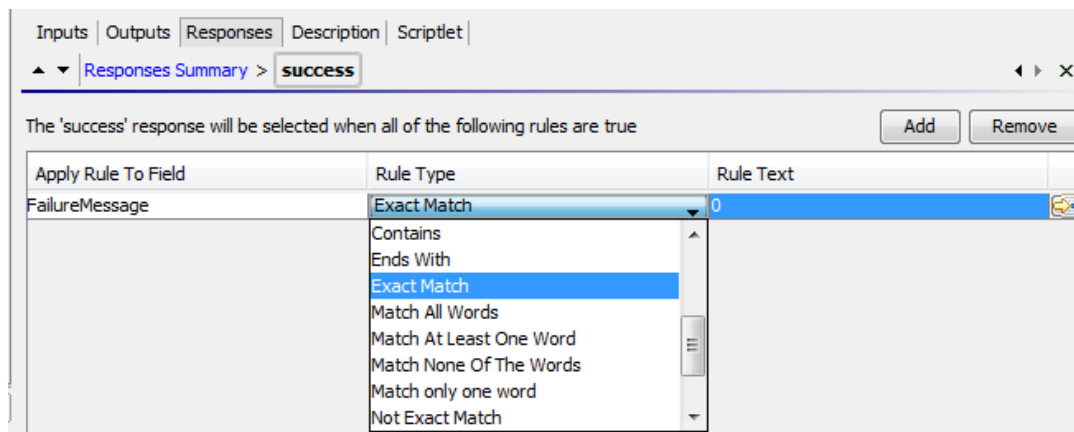 Inputs Outputs Responses Description Scriptlet
Responses Summary > success
The 'success' response will be selected when all of the following rules are true Add Remove
Apply Rule To Field Rule Type Rule Text
FailureMessage Exact Match 0
Contains
Ends With
Exact Match
Match All Words
Match At Least One Word
Match None Of The Words
Match only one word
Not Exact Match